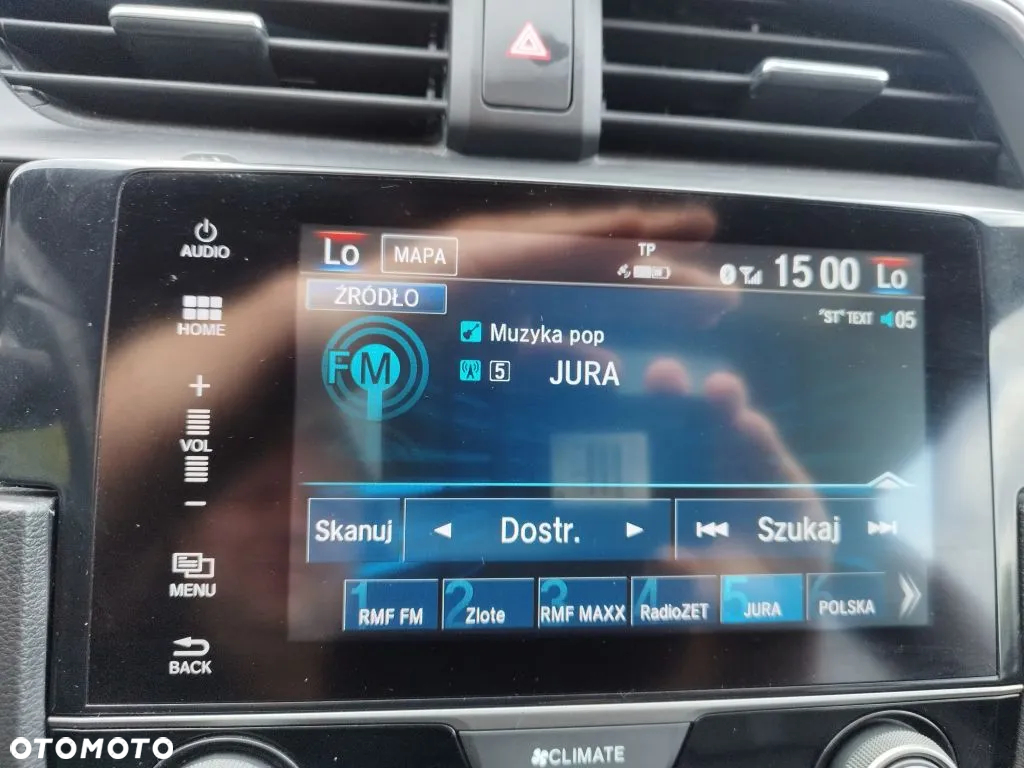 AUDIO
HOME
+
VOL
−
MENU
BACK
Lo MAPA TP 15 00 Lo
ŹRÓDŁO "ST" TEXT 05
FM Muzyka pop
5 JURA
Skanuj ◄ Dostr. ► Szukaj
1 RMF FM
2 Zlote
3 RMF MAXX
4 RadioZET
5 JURA
6 POLSKA
CLIMATE
OTOMOTO